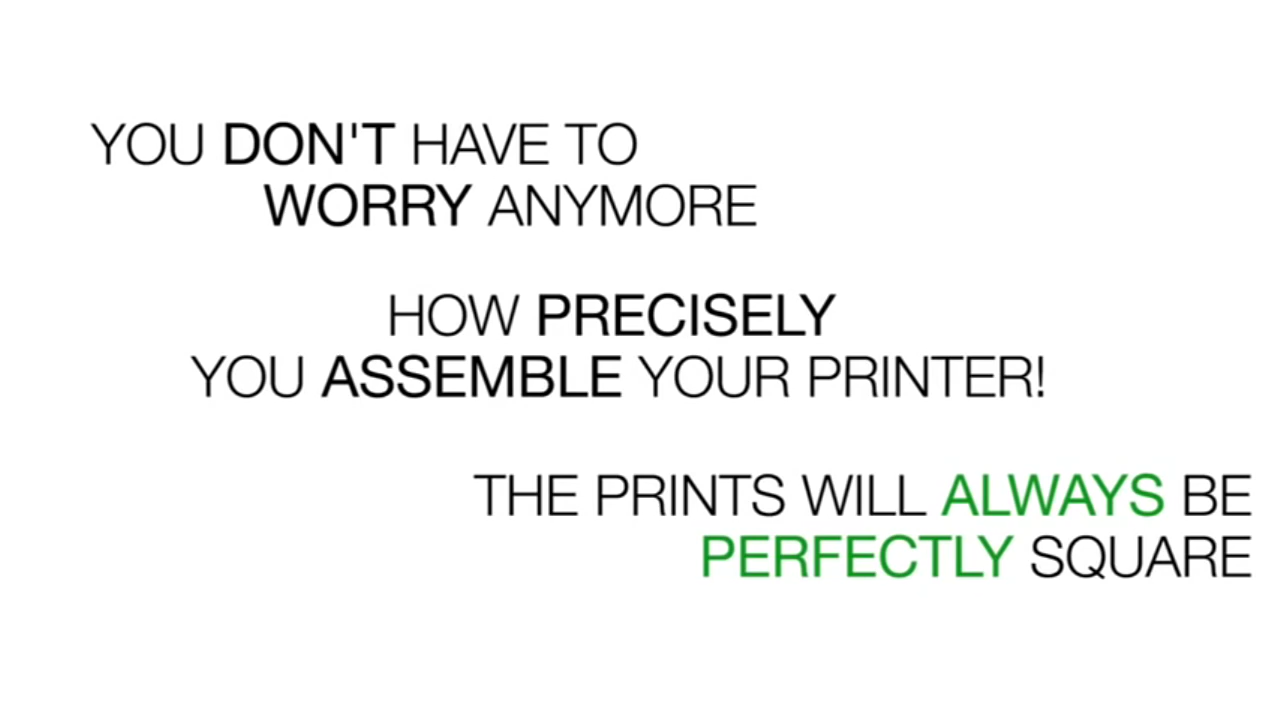 YOU DON'T HAVE TO
WORRY ANYMORE
HOW PRECISELY
YOU ASSEMBLE YOUR PRINTER!
THE PRINTS WILL ALWAYS BE
PERFECTLY SQUARE